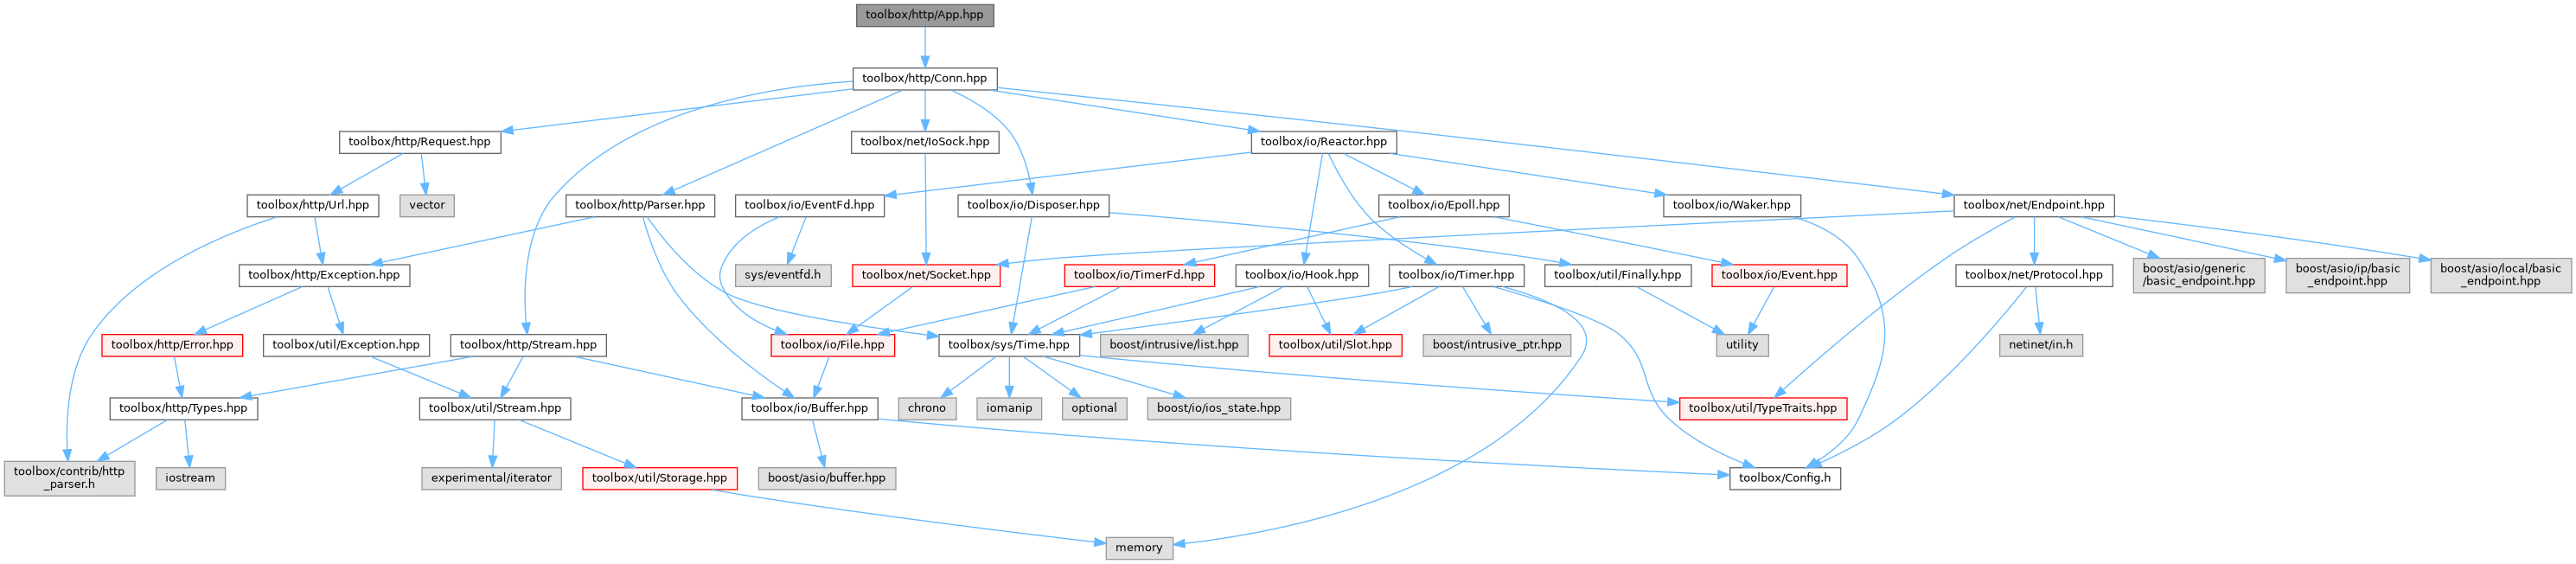 toolbox/http/App.hpp
toolbox/http/Conn.hpp
toolbox/http/Request.hpp
toolbox/net/IoSock.hpp
toolbox/io/Reactor.hpp
toolbox/http/Url.hpp
vector
toolbox/http/Parser.hpp
toolbox/io/EventFd.hpp
toolbox/io/Disposer.hpp
toolbox/io/Epoll.hpp
toolbox/io/Waker.hpp
toolbox/net/Endpoint.hpp
toolbox/http/Exception.hpp
sys/eventfd.h
toolbox/net/Socket.hpp
toolbox/io/TimerFd.hpp
toolbox/io/Hook.hpp
toolbox/io/Timer.hpp
toolbox/util/Finally.hpp
toolbox/io/Event.hpp
toolbox/net/Protocol.hpp
boost/asio/generic
/basic_endpoint.hpp
boost/asio/ip/basic
_endpoint.hpp
boost/asio/local/basic
_endpoint.hpp
toolbox/http/Error.hpp
toolbox/util/Exception.hpp
toolbox/http/Stream.hpp
toolbox/io/File.hpp
toolbox/sys/Time.hpp
boost/intrusive/list.hpp
toolbox/util/Slot.hpp
boost/intrusive_ptr.hpp
utility
netinet/in.h
toolbox/http/Types.hpp
toolbox/util/Stream.hpp
toolbox/io/Buffer.hpp
chrono
iomanip
optional
boost/io/ios_state.hpp
toolbox/util/TypeTraits.hpp
toolbox/contrib/http
_parser.h
iostream
experimental/iterator
toolbox/util/Storage.hpp
boost/asio/buffer.hpp
toolbox/Config.h
memory